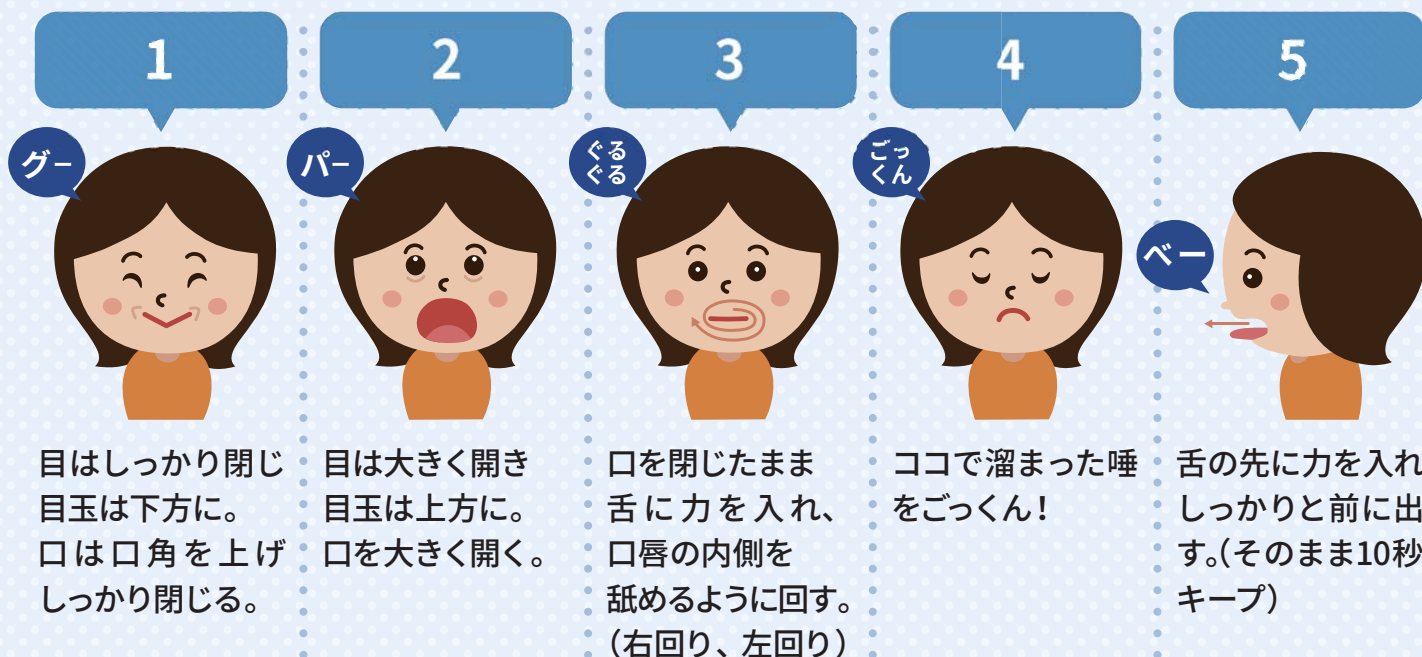 1
グー
目はしっかり閉じ
目玉は下方に。
口は口角を上げ
しっかり閉じる。
2
パー
目は大きく開き
目玉は上方に。
口を大きく開く。
3
ぐる
ぐる
口を閉じたまま
舌に力を入れ、
口唇の内側を
舐めるように回す。
（右回り、左回り）
4
ごっ
くん
ココで溜まった唾
をごっくん！
5
べー
舌の先に力を入れ
しっかりと前に出
す。（そのまま10秒
キープ）